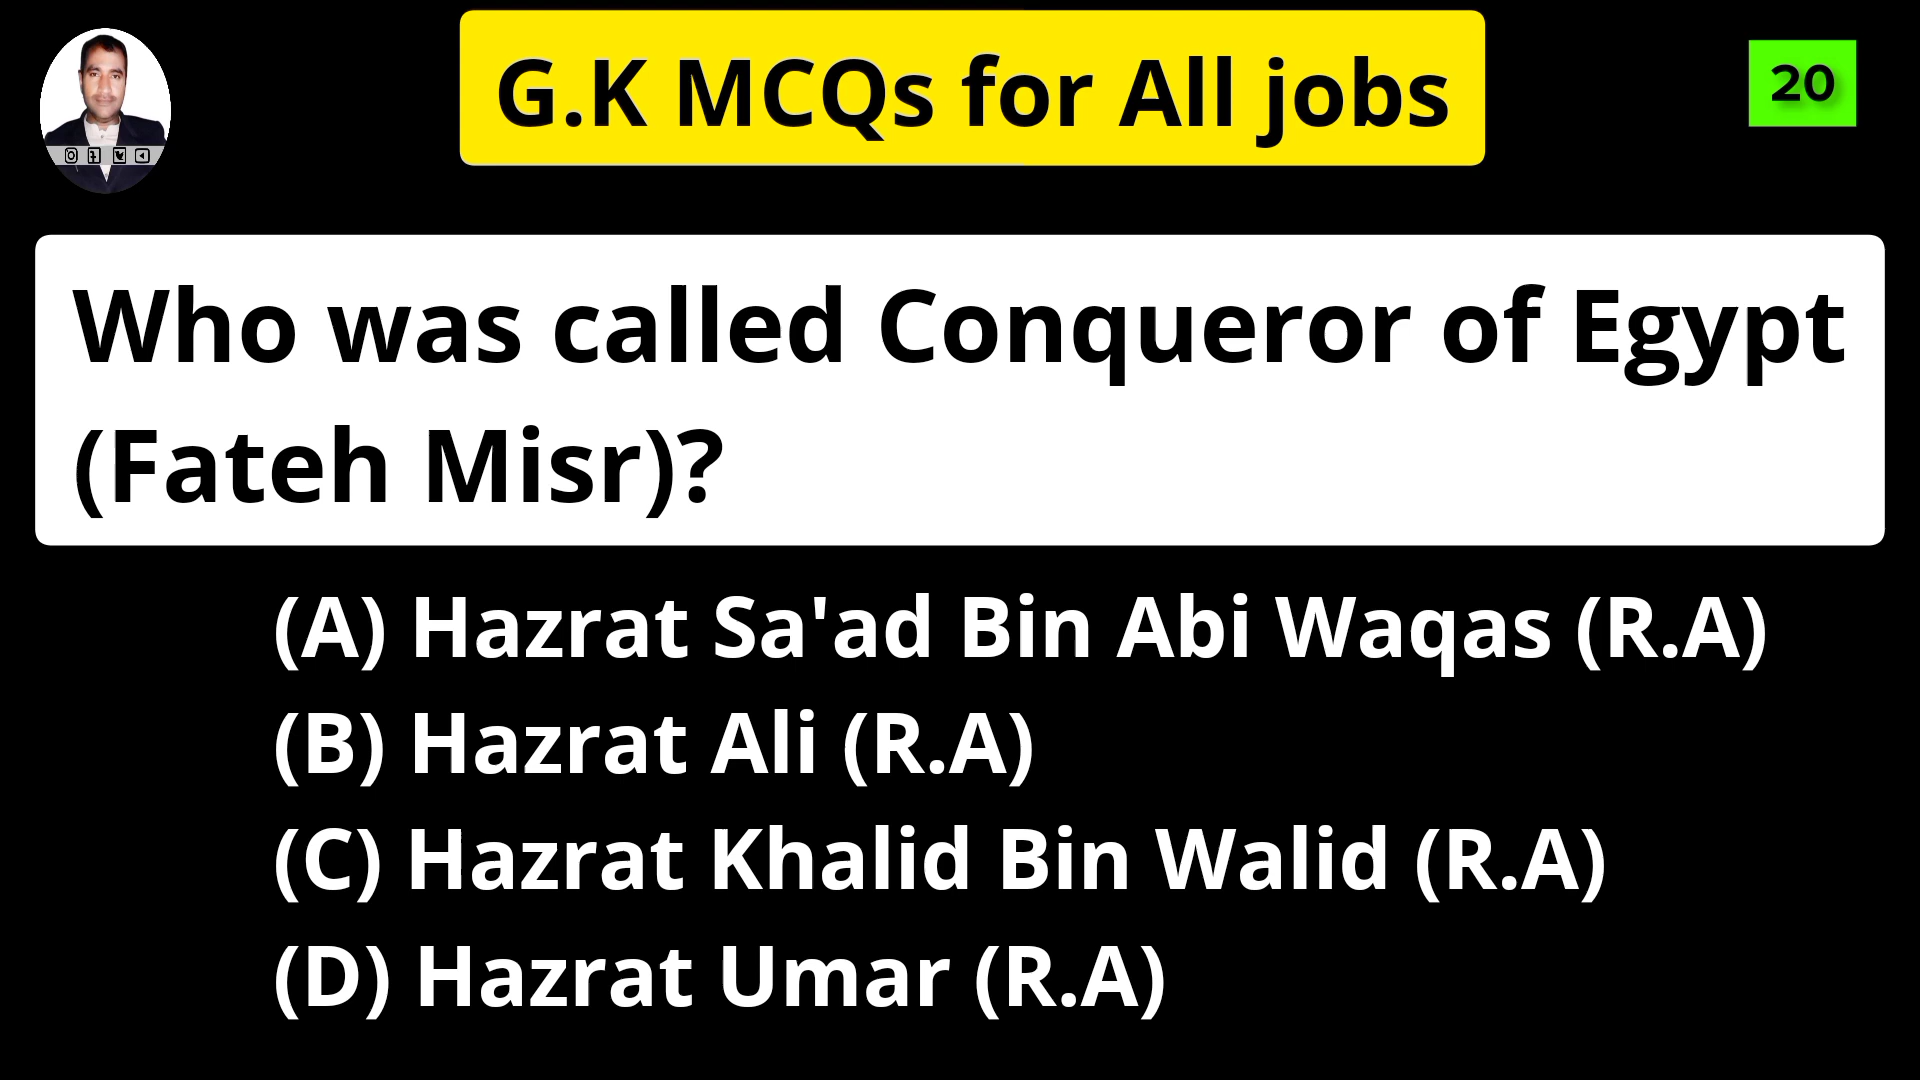 G.K MCQs for All jobs
20
Who was called Conqueror of Egypt
(Fateh Misr)?
(A) Hazrat Sa'ad Bin Abi Waqas (R.A)
(B) Hazrat Ali (R.A)
(C) Hazrat Khalid Bin Walid (R.A)
(D) Hazrat Umar (R.A)